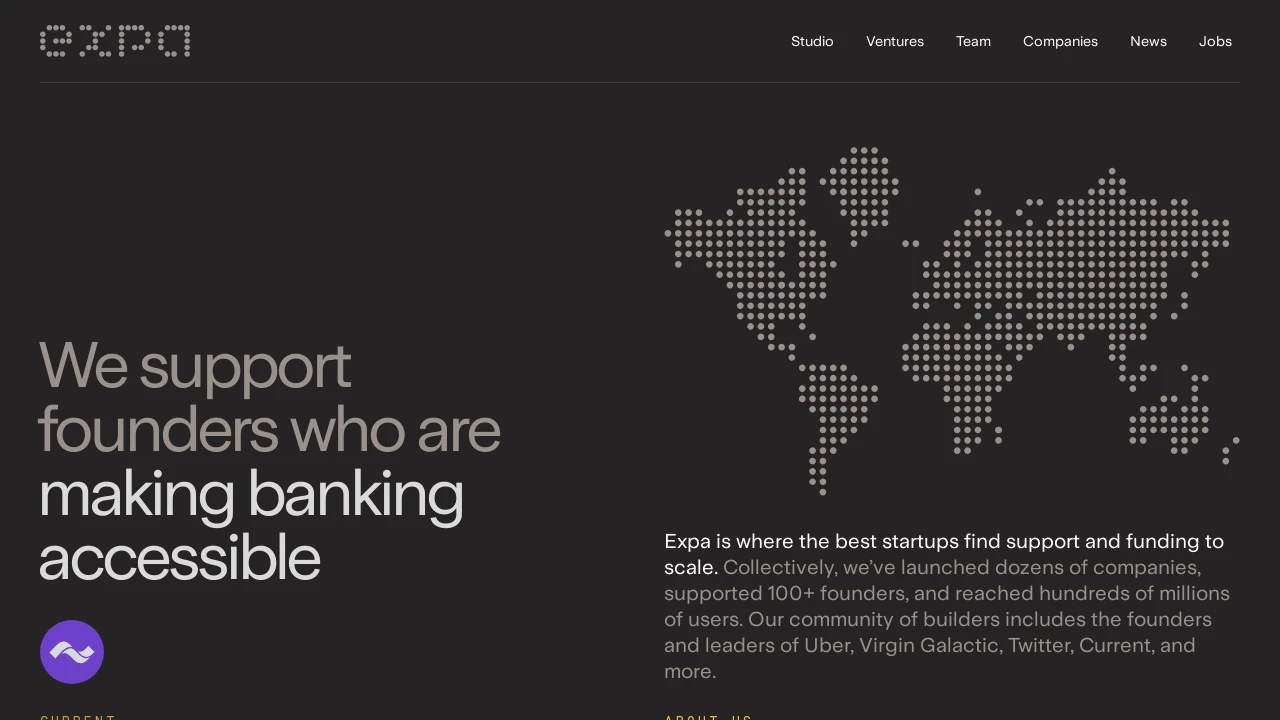 expa
Studio Ventures Team Companies News Jobs
We support
founders who are
making banking
accessible
Expa is where the best startups find support and funding to
scale. Collectively, we’ve launched dozens of companies,
supported 100+ founders, and reached hundreds of millions
of users. Our community of builders includes the founders
and leaders of Uber, Virgin Galactic, Twitter, Current, and
more.
CURRENT
ABOUT US